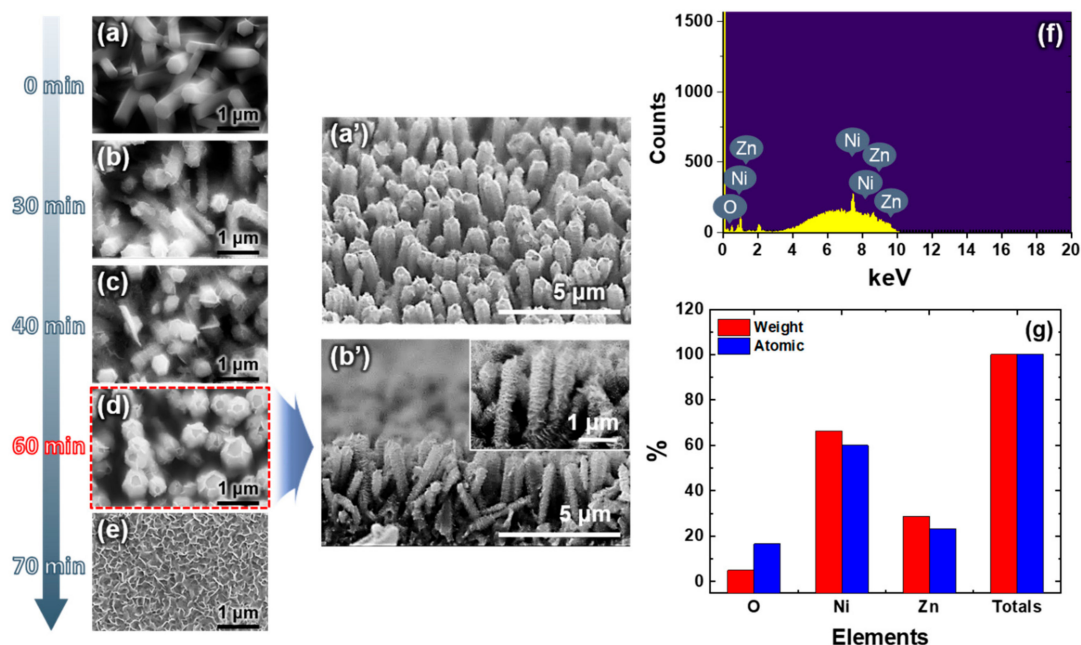 0 min
30 min
40 min
60 min
70 min
(a)
1 µm
(b)
1 µm
(c)
1 µm
(d)
1 µm
(e)
1 µm
(a')
5 µm
(b')
1 µm
5 µm
(f)
Counts
1500
1000
500
0
Zn
Ni
O
Ni
Zn
Ni
Zn
0 2 4 6 8 10 12 14 16 18 20
keV
(g)
Weight
Atomic
%
120
100
80
60
40
20
0
O Ni Zn Totals
Elements